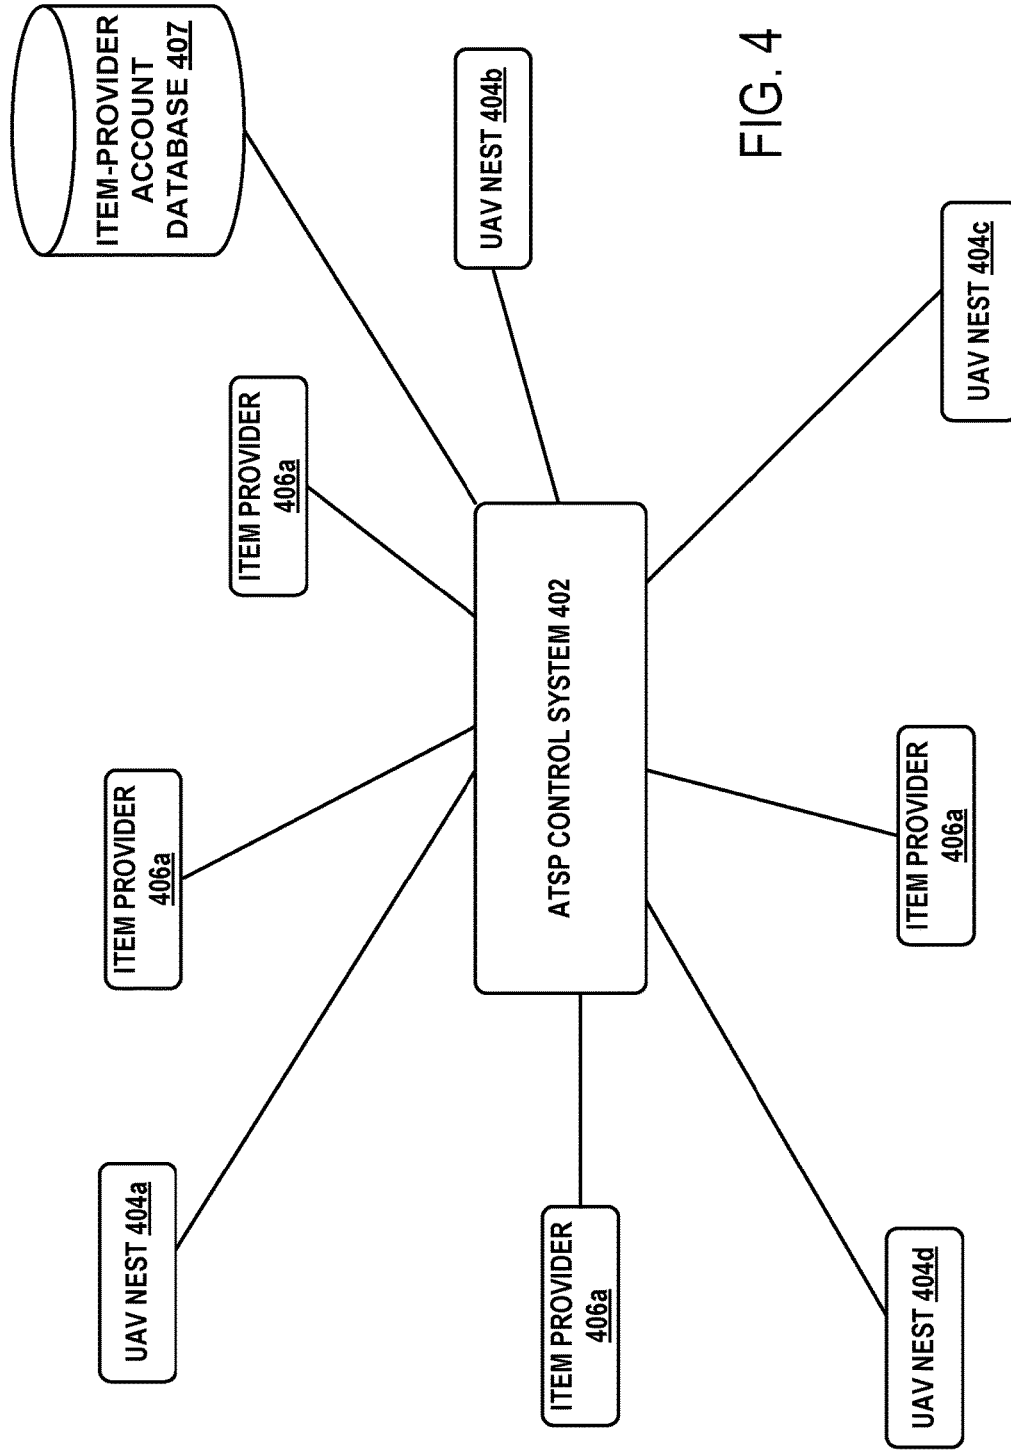 ITEM-PROVIDER
ACCOUNT
DATABASE 407
UAV NEST 404a
ITEM PROVIDER
406a
ITEM PROVIDER
406a
UAV NEST 404b
ITEM PROVIDER
406a
ATSP CONTROL SYSTEM 402
FIG. 4
UAV NEST 404d
ITEM PROVIDER
406a
UAV NEST 404c